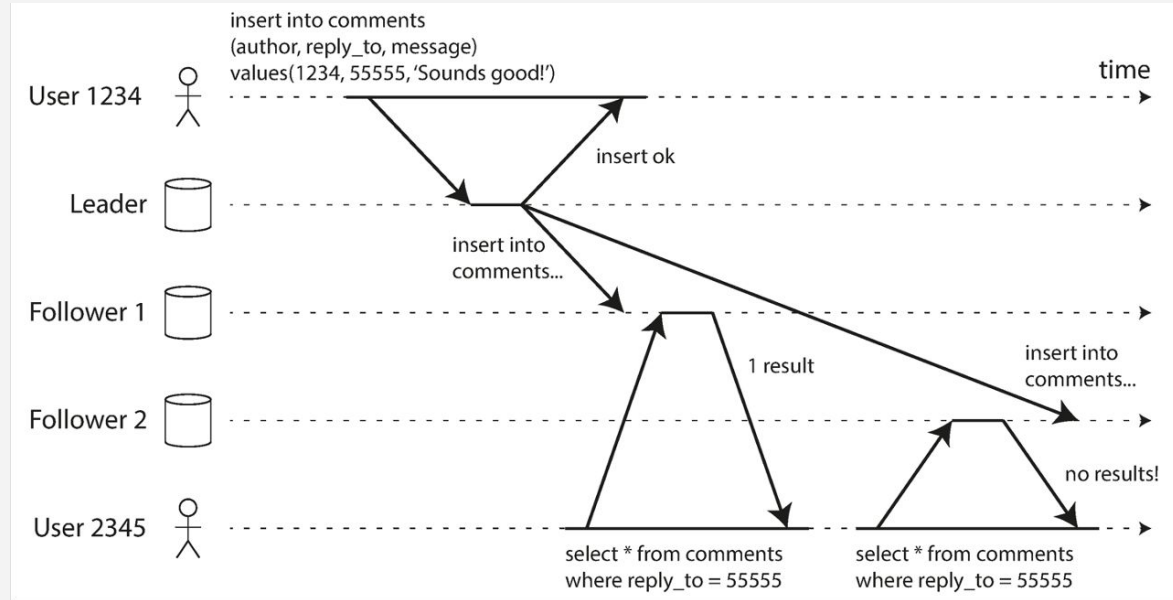 insert into comments
(author, reply_to, message)
values(1234, 55555, ‘Sounds good!’)
time
User 1234
insert ok
Leader
insert into
comments...
Follower 1
1 result
insert into
comments...
Follower 2
no results!
User 2345
select * from comments
where reply_to = 55555
select * from comments
where reply_to = 55555